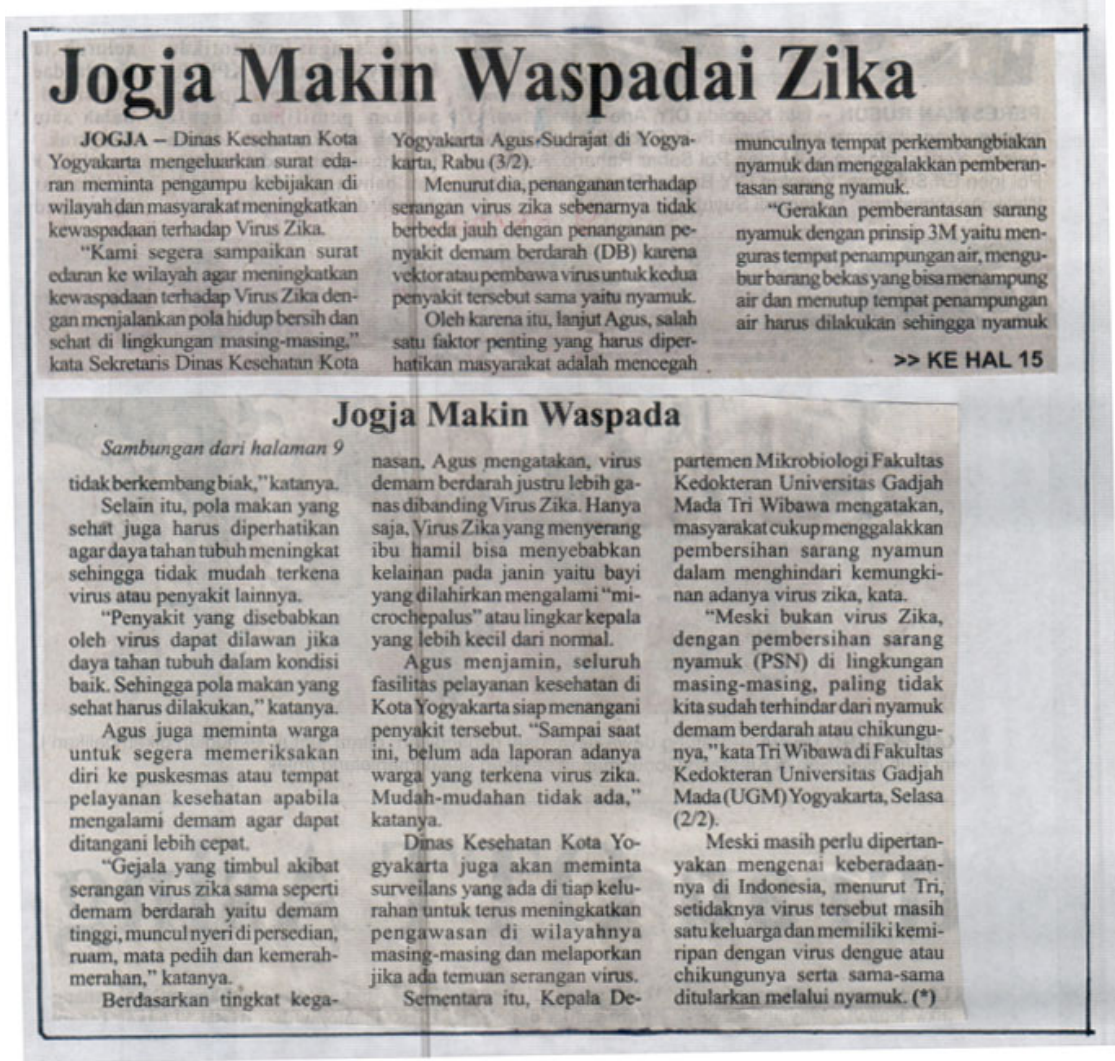 Jogja Makin Waspadai Zika
JOGJA – Dinas Kesehatan Kota
Yogyakarta mengeluarkan surat eda-
ran meminta pengampu kebijakan di
wilayah dan masyarakat meningkatkan
kewaspadaan terhadap Virus Zika.
“Kami segera sampaikan surat
edaran ke wilayah agar meningkatkan
kewaspadaan terhadap Virus Zika den-
gan menjalankan pola hidup bersih dan
sehat di lingkungan masing-masing,”
kata Sekretaris Dinas Kesehatan Kota
Yogyakarta Agus Sudrajat di Yogya-
karta, Rabu (3/2).
Menurut dia, penanganan terhadap
serangan virus zika sebenarnya tidak
berbeda jauh dengan penanganan pe-
nyakit demam berdarah (DB) karena
vektor atau pembawa virus untuk kedua
penyakit tersebut sama yaitu nyamuk.
Oleh karena itu, lanjut Agus, salah
satu faktor penting yang harus diper-
hatikan masyarakat adalah mencegah
munculnya tempat perkembangbiakan
nyamuk dan menggalakkan pemberan-
tasan sarang nyamuk.
“Gerakan pemberantasan sarang
nyamuk dengan prinsip 3M yaitu men-
guras tempat penampungan air, mengu-
bur barang bekas yang bisa menampung
air dan menutup tempat penampungan
air harus dilakukan sehingga nyamuk
>> KE HAL 15
Jogja Makin Waspada
Sambungan dari halaman 9
tidak berkembang biak,” katanya.
Selain itu, pola makan yang
sehat juga harus diperhatikan
agar daya tahan tubuh meningkat
sehingga tidak mudah terkena
virus atau penyakit lainnya.
“Penyakit yang disebabkan
oleh virus dapat dilawan jika
daya tahan tubuh dalam kondisi
baik. Sehingga pola makan yang
sehat harus dilakukan,” katanya.
Agus juga meminta warga
untuk segera memeriksakan
diri ke puskesmas atau tempat
pelayanan kesehatan apabila
mengalami demam agar dapat
ditangani lebih cepat.
“Gejala yang timbul akibat
serangan virus zika sama seperti
demam berdarah yaitu demam
tinggi, muncul nyeri di persedian,
ruam, mata pedih dan kemerah-
merahan,” katanya.
Berdasarkan tingkat kega-
nasan, Agus mengatakan, virus
demam berdarah justru lebih ga-
nas dibanding Virus Zika. Hanya
saja, Virus Zika yang menyerang
ibu hamil bisa menyebabkan
kelainan pada janin yaitu bayi
yang dilahirkan mengalami “mi-
crochepalus” atau lingkar kepala
yang lebih kecil dari normal.
Agus menjamin, seluruh
fasilitas pelayanan kesehatan di
Kota Yogyakarta siap menangani
penyakit tersebut. “Sampai saat
ini, belum ada laporan adanya
warga yang terkena virus zika.
Mudah-mudahan tidak ada,”
katanya.
Dinas Kesehatan Kota Yo-
gyakarta juga akan meminta
surveilans yang ada di tiap kelu-
rahan untuk terus meningkatkan
pengawasan di wilayahnya
masing-masing dan melaporkan
jika ada temuan serangan virus.
Sementara itu, Kepala De-
partemen Mikrobiologi Fakultas
Kedokteran Universitas Gadjah
Mada Tri Wibawa mengatakan,
masyarakat cukup menggalakkan
pembersihan sarang nyamun
dalam menghindari kemungki-
nan adanya virus zika, kata.
“Meski bukan virus Zika,
dengan pembersihan sarang
nyamuk (PSN) di lingkungan
masing-masing, paling tidak
kita sudah terhindar dari nyamuk
demam berdarah atau chikungu-
nya,” kata Tri Wibawa di Fakultas
Kedokteran Universitas Gadjah
Mada (UGM) Yogyakarta, Selasa
(2/2).
Meski masih perlu dipertan-
yakan mengenai keberadaan-
nya di Indonesia, menurut Tri,
setidaknya virus tersebut masih
satu keluarga dan memiliki kemi-
ripan dengan virus dengue atau
chikungunya serta sama-sama
ditularkan melalui nyamuk. (*)